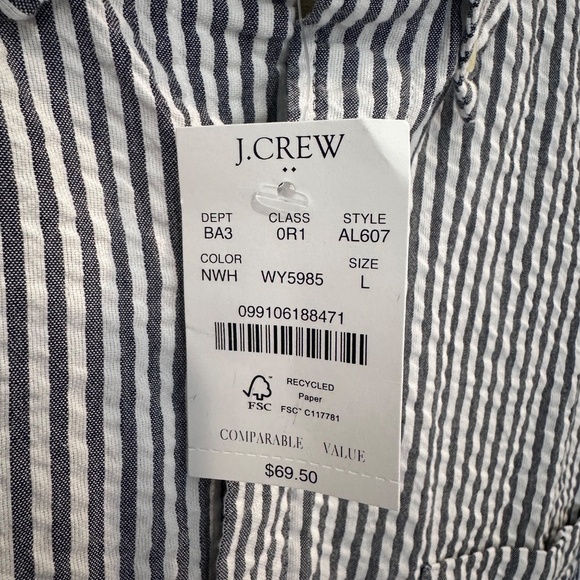 J.CREW
DEPT CLASS STYLE
BA3 0R1 AL607
COLOR SIZE
NWH WY5985 L
099106188471
RECYCLED
Paper
FSC FSC™ C117781
COMPARABLE VALUE
$69.50